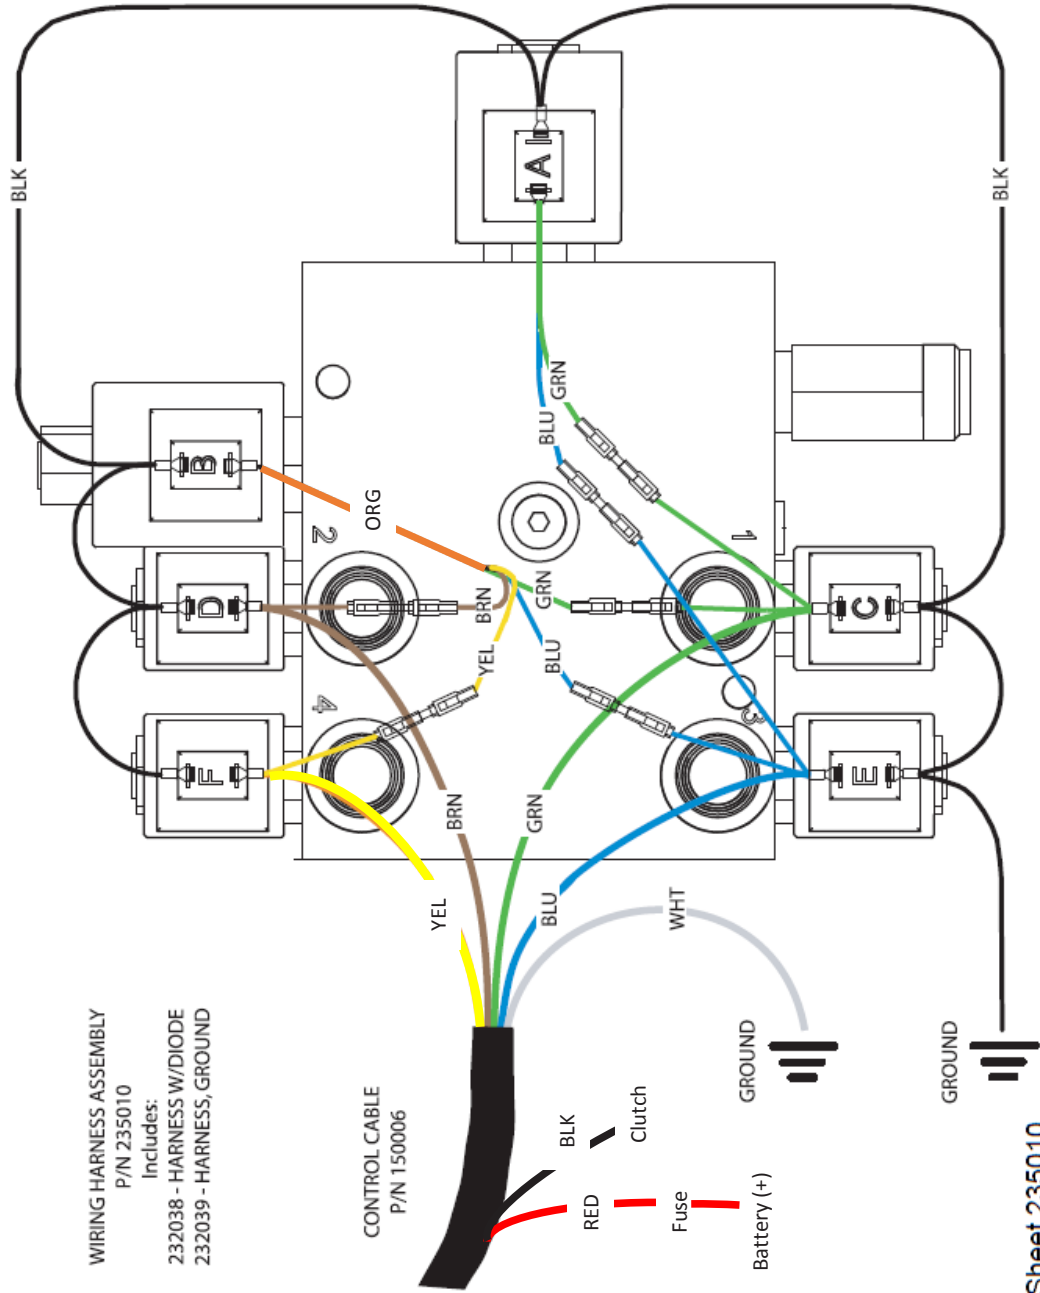 WIRING HARNESS ASSEMBLY
P/N 235010
Includes:
232038 - HARNESS W/DIODE
232039 - HARNESS, GROUND
CONTROL CABLE
P/N 150006
BLK
Clutch
RED
Fuse
Battery (+)
GROUND
GROUND
YEL
BRN
GRN
BLU
WHT
F
D
B
A
E
C
4
2
3
1
YEL
BRN
BLU
GRN
ORG
BLU
GRN
BLK
BLK
Sheet 235010